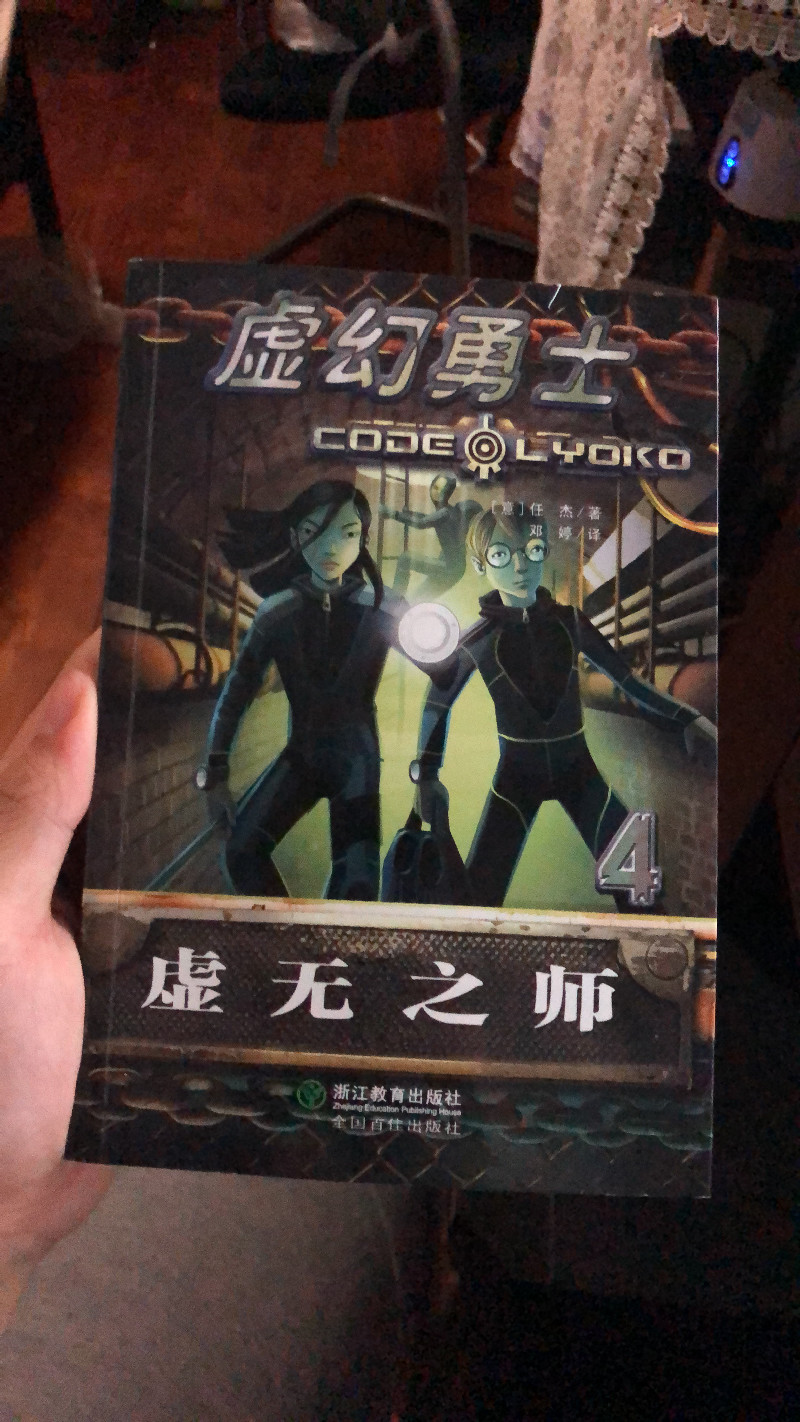 虚幻勇士
CODE LYOKO
[意]任 杰/著
邓 婷/译
4
虚无之师
浙江教育出版社
Zhejiang Education Publishing House
全国百佳出版社